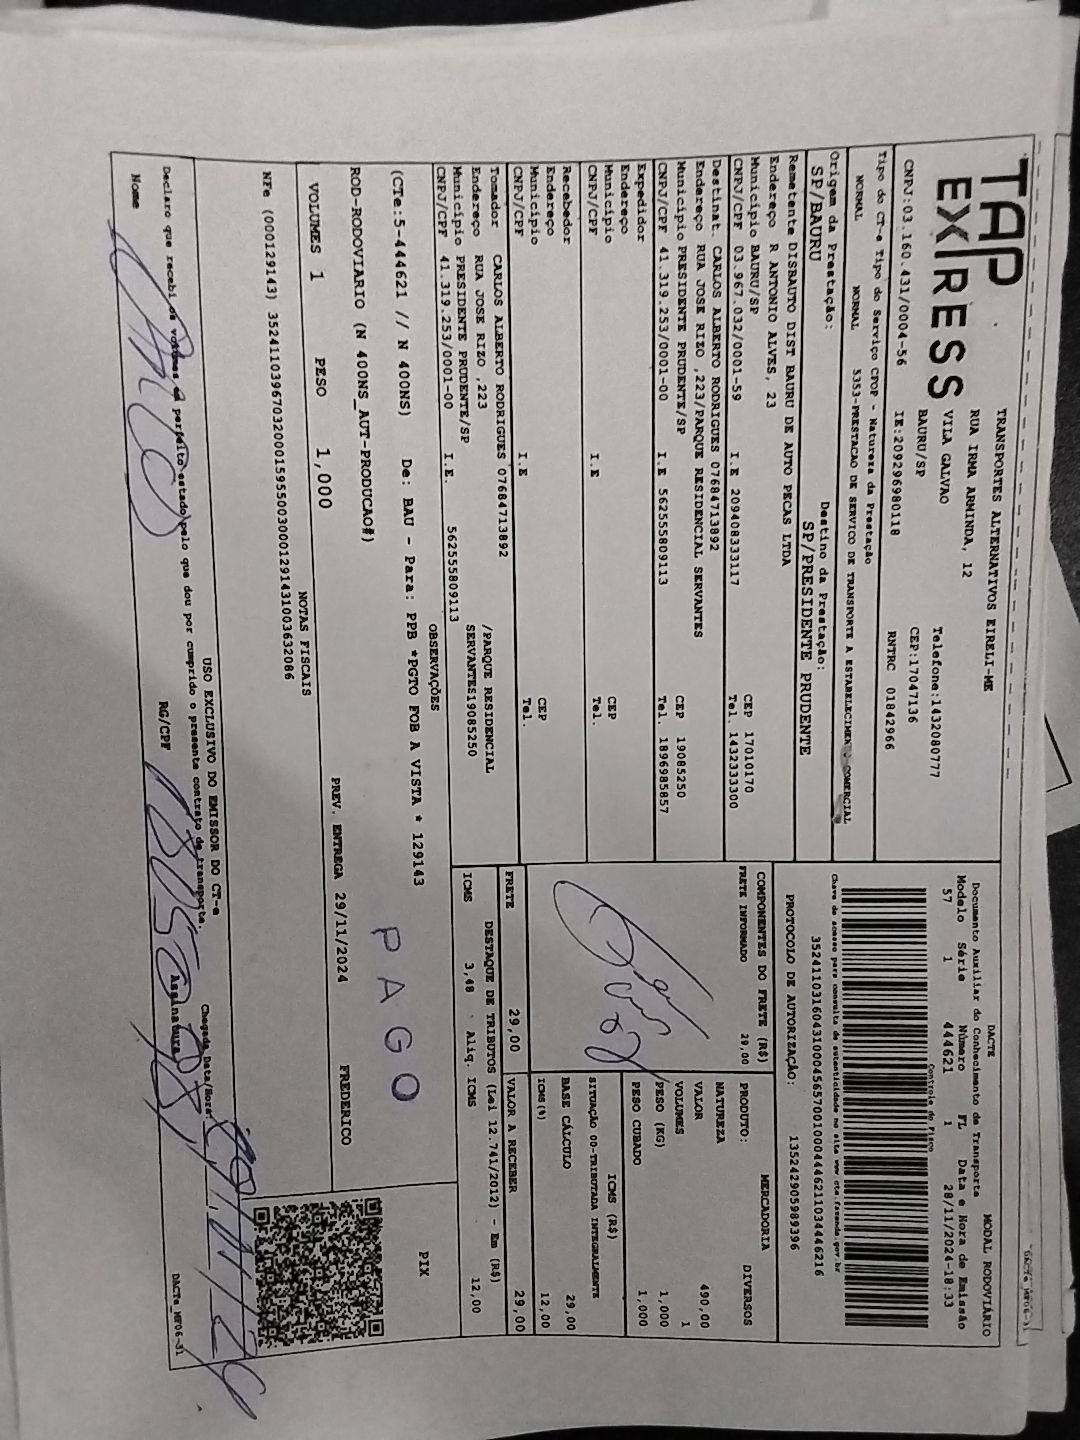 TAP
EXPRESS
TRANSPORTES ALTERNATIVOS EIRELI-ME
RUA IRMA ARMINDA, 12
VILA GALVAO
BAURU/SP
Telefone:1432080777
CEP:17047136
CNPJ:03.160.431/0004-56 IE:209296980118 RNTRC 01842966
DACTE MODAL RODOVIÁRIO
Documento Auxiliar do Conhecimento de Transporte
Modelo Série Número FL Data e Hora de Emissão
57 1 444621 1 28/11/2024-18:33
Controle do Fisco
Chave de acesso para consulta de autenticidade no site www.cte.fazenda.gov.br
35241103160431000456570010004446211034446216
PROTOCOLO DE AUTORIZAÇÃO: 135242905989396
Tipo do CT-e Tipo do Serviço CFOP - Natureza da Prestação
NORMAL NORMAL 5353-PRESTACAO DE SERVICO DE TRANSPORTE A ESTABELECIMENTO COMERCIAL
Origem da Prestação: Destino da Prestação:
SP/BAURU SP/PRESIDENTE PRUDENTE
Remetente DISBAUTO DIST BAURU DE AUTO PECAS LTDA
Endereço R ANTONIO ALVES, 23
Município BAURU/SP CEP 17010170
CNPJ/CPF 03.967.032/0001-59 I.E 209408333117 Tel. 1432333300
Destinat. CARLOS ALBERTO RODRIGUES 07684713892
Endereço RUA JOSE RIZO ,223/PARQUE RESIDENCIAL SERVANTES
Município PRESIDENTE PRUDENTE/SP CEP 19085250
CNPJ/CPF 41.319.253/0001-00 I.E 562555809113 Tel. 18969858​57
Expedidor
Endereço
Município CEP
CNPJ/CPF I.E Tel.
Recebedor
Endereço
Município CEP
CNPJ/CPF I.E Tel.
Tomador CARLOS ALBERTO RODRIGUES 07684713892
Endereço RUA JOSE RIZO ,223 /PARQUE RESIDENCIAL
Município PRESIDENTE PRUDENTE/SP SERVANTES19085250
CNPJ/CPF 41.319.253/0001-00 I.E. 562555809113
COMPONENTES DO FRETE (R$)
FRETE INFORMADO 29,00
FRETE 29,00
PRODUTO: MERCADORIA
NATUREZA DIVERSOS
VALOR 490,00
VOLUMES 1
PESO (KG) 1,000
PESO CUBADO 1,000
ICMS (R$)
SITUAÇÃO 00-TRIBUTADA INTEGRALMENTE
BASE CÁLCULO 29,00
ICMS(%) 12,00
VALOR A RECEBER 29,00
DESTAQUE DE TRIBUTOS (Lei 12.741/2012) - Em (R$)
ICMS 3,48 Aliq. ICMS 12,00
OBSERVAÇÕES
(CTe:5-444621 // N 400NS) De: BAU - Para: PPB *PGTO FOB A VISTA * 129143
PAGO
PIX
ROD-RODOVIARIO (N 400NS_AUT-PRODUCAO#)
PREV. ENTREGA 29/11/2024 FREDERICO
VOLUMES 1 PESO 1,000
NOTAS FISCAIS
NFe (000129143) 35241103967032000159550030001291431003632086
USO EXCLUSIVO DO EMISSOR DO CT-e
Declaro que recebi os volumes em perfeito estado pelo que dou por cumprido o presente contrato de transporte.
Chegada Data/Hora:
Nome RG/CPF Assinatura
DACTe MF06-31